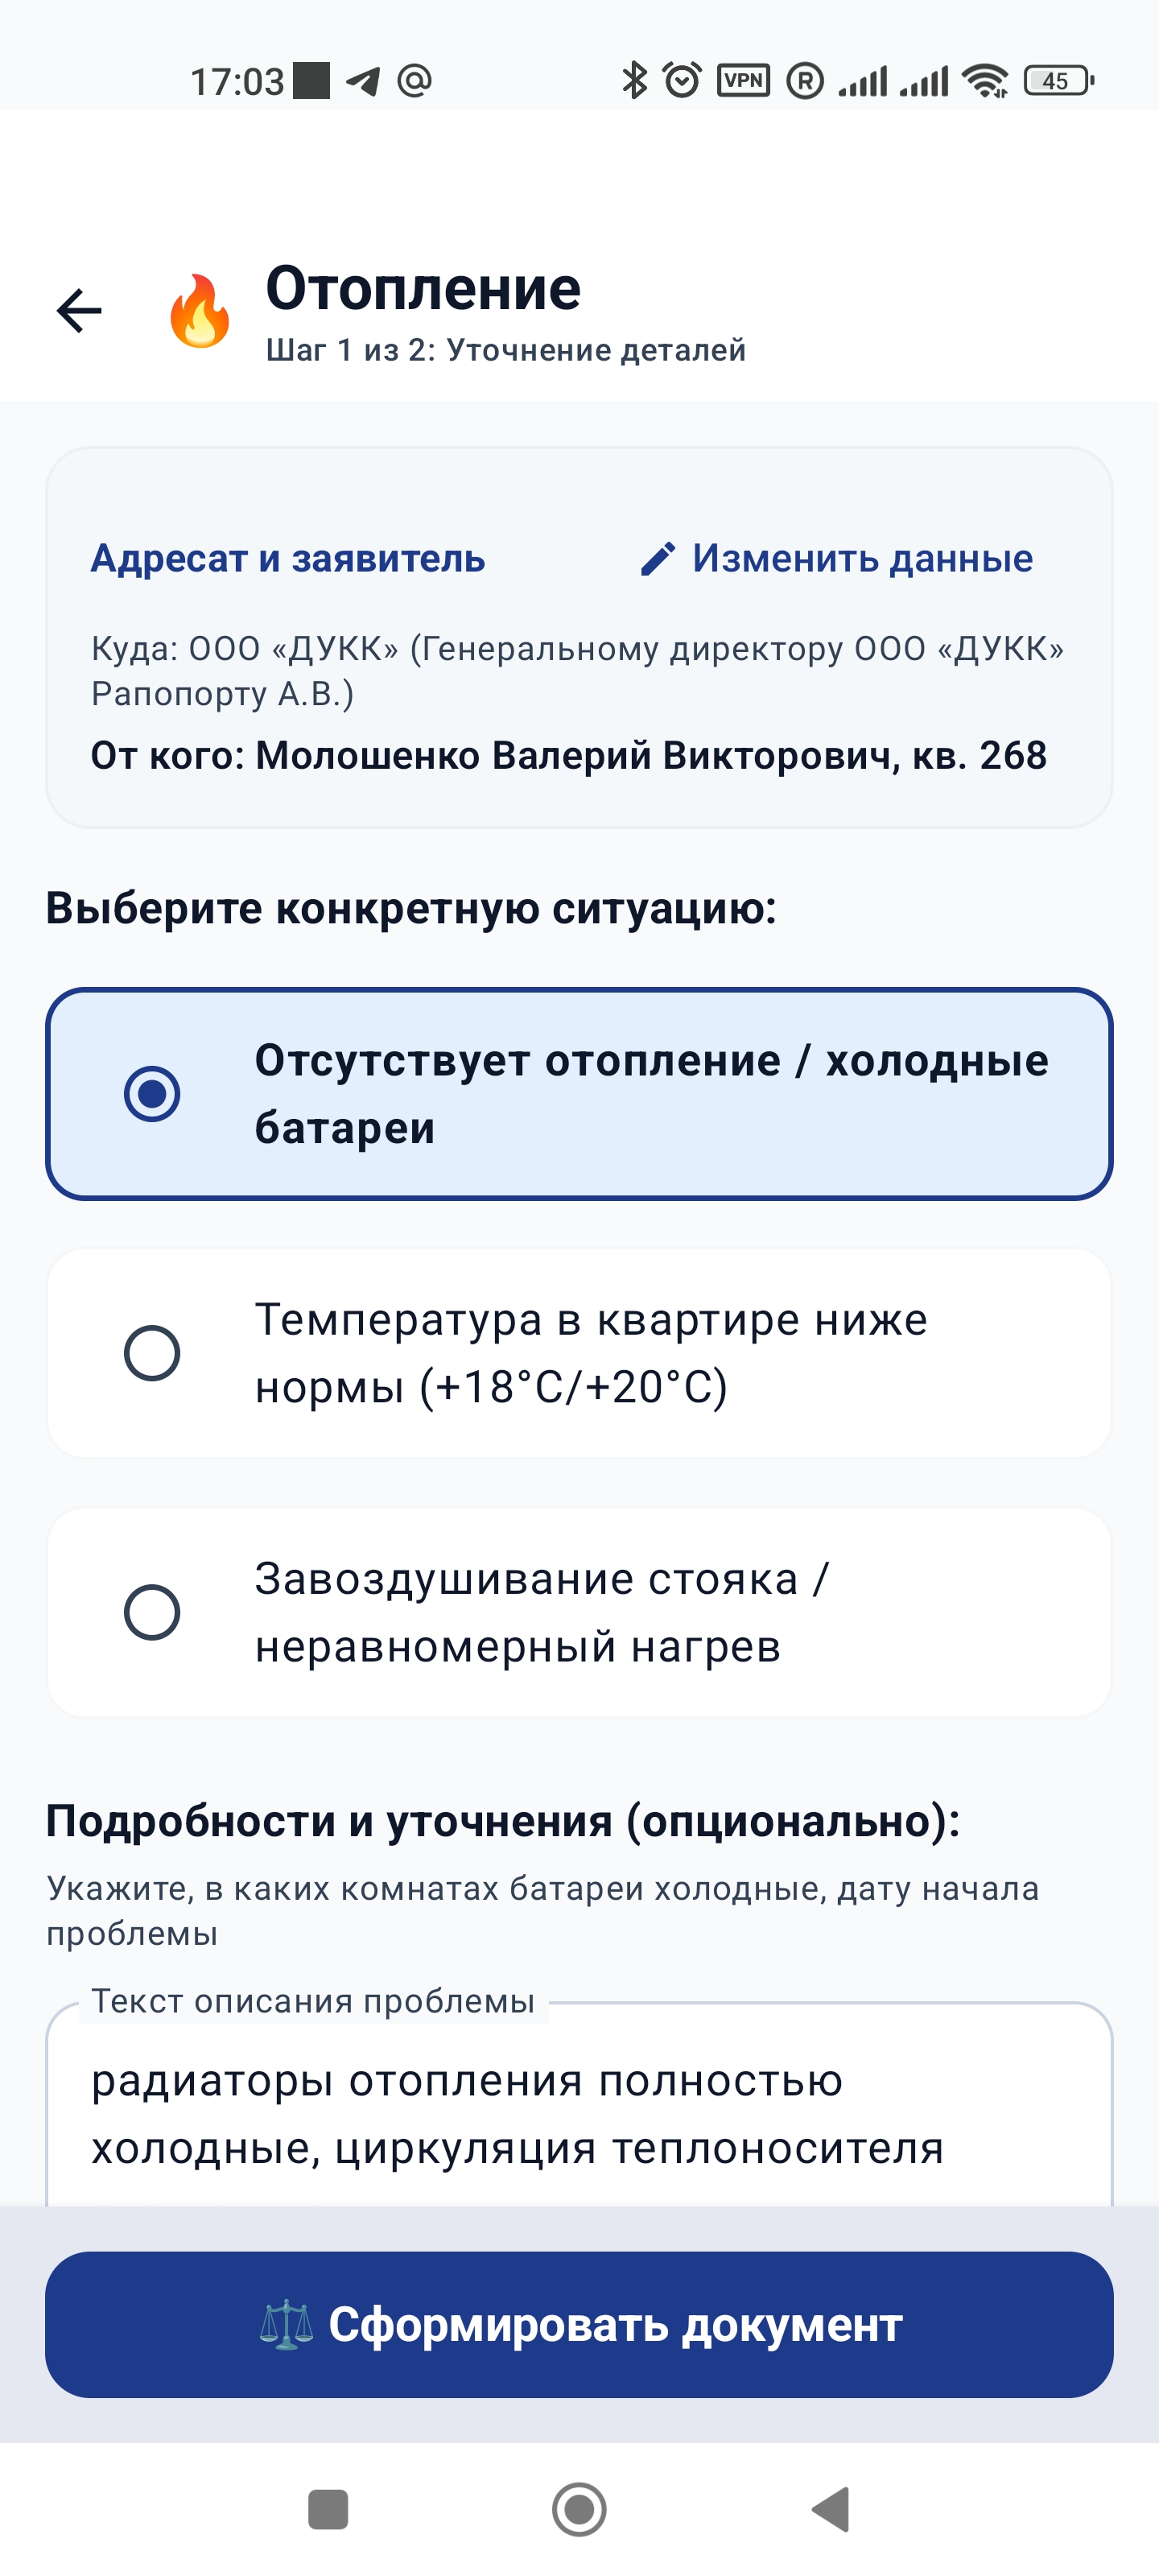 17:03 VPN R 45
Отопление
Шаг 1 из 2: Уточнение деталей
Адресат и заявитель Изменить данные
Куда: ООО «ДУКК» (Генеральному директору ООО «ДУКК»
Рапопорту А.В.)
От кого: Молошенко Валерий Викторович, кв. 268
Выберите конкретную ситуацию:
Отсутствует отопление / холодные
батареи
Температура в квартире ниже
нормы (+18°C/+20°C)
Завоздушивание стояка /
неравномерный нагрев
Подробности и уточнения (опционально):
Укажите, в каких комнатах батареи холодные, дату начала
проблемы
Текст описания проблемы
радиаторы отопления полностью
холодные, циркуляция теплоносителя
Сформировать документ